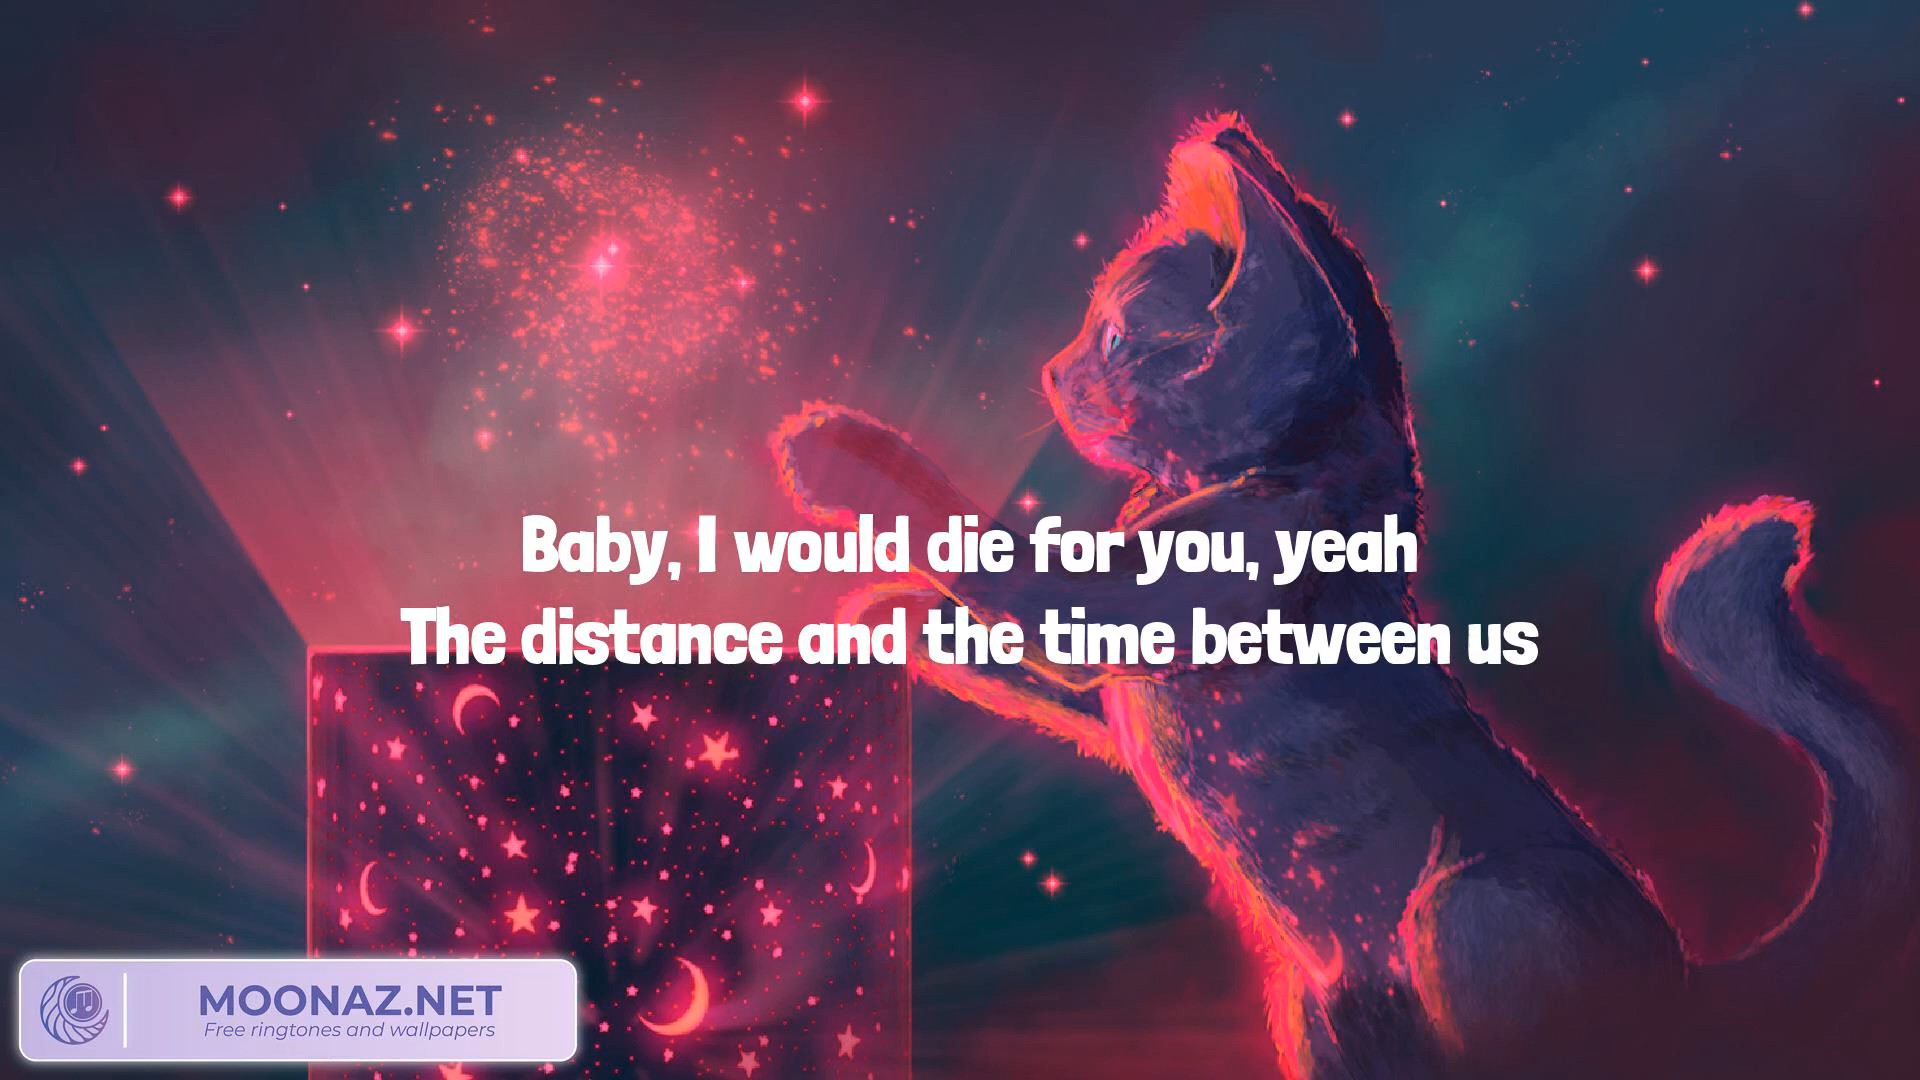 Baby, I would die for you, yeah
The distance and the time between us
MOONAZ.NET
Free ringtones and wallpapers